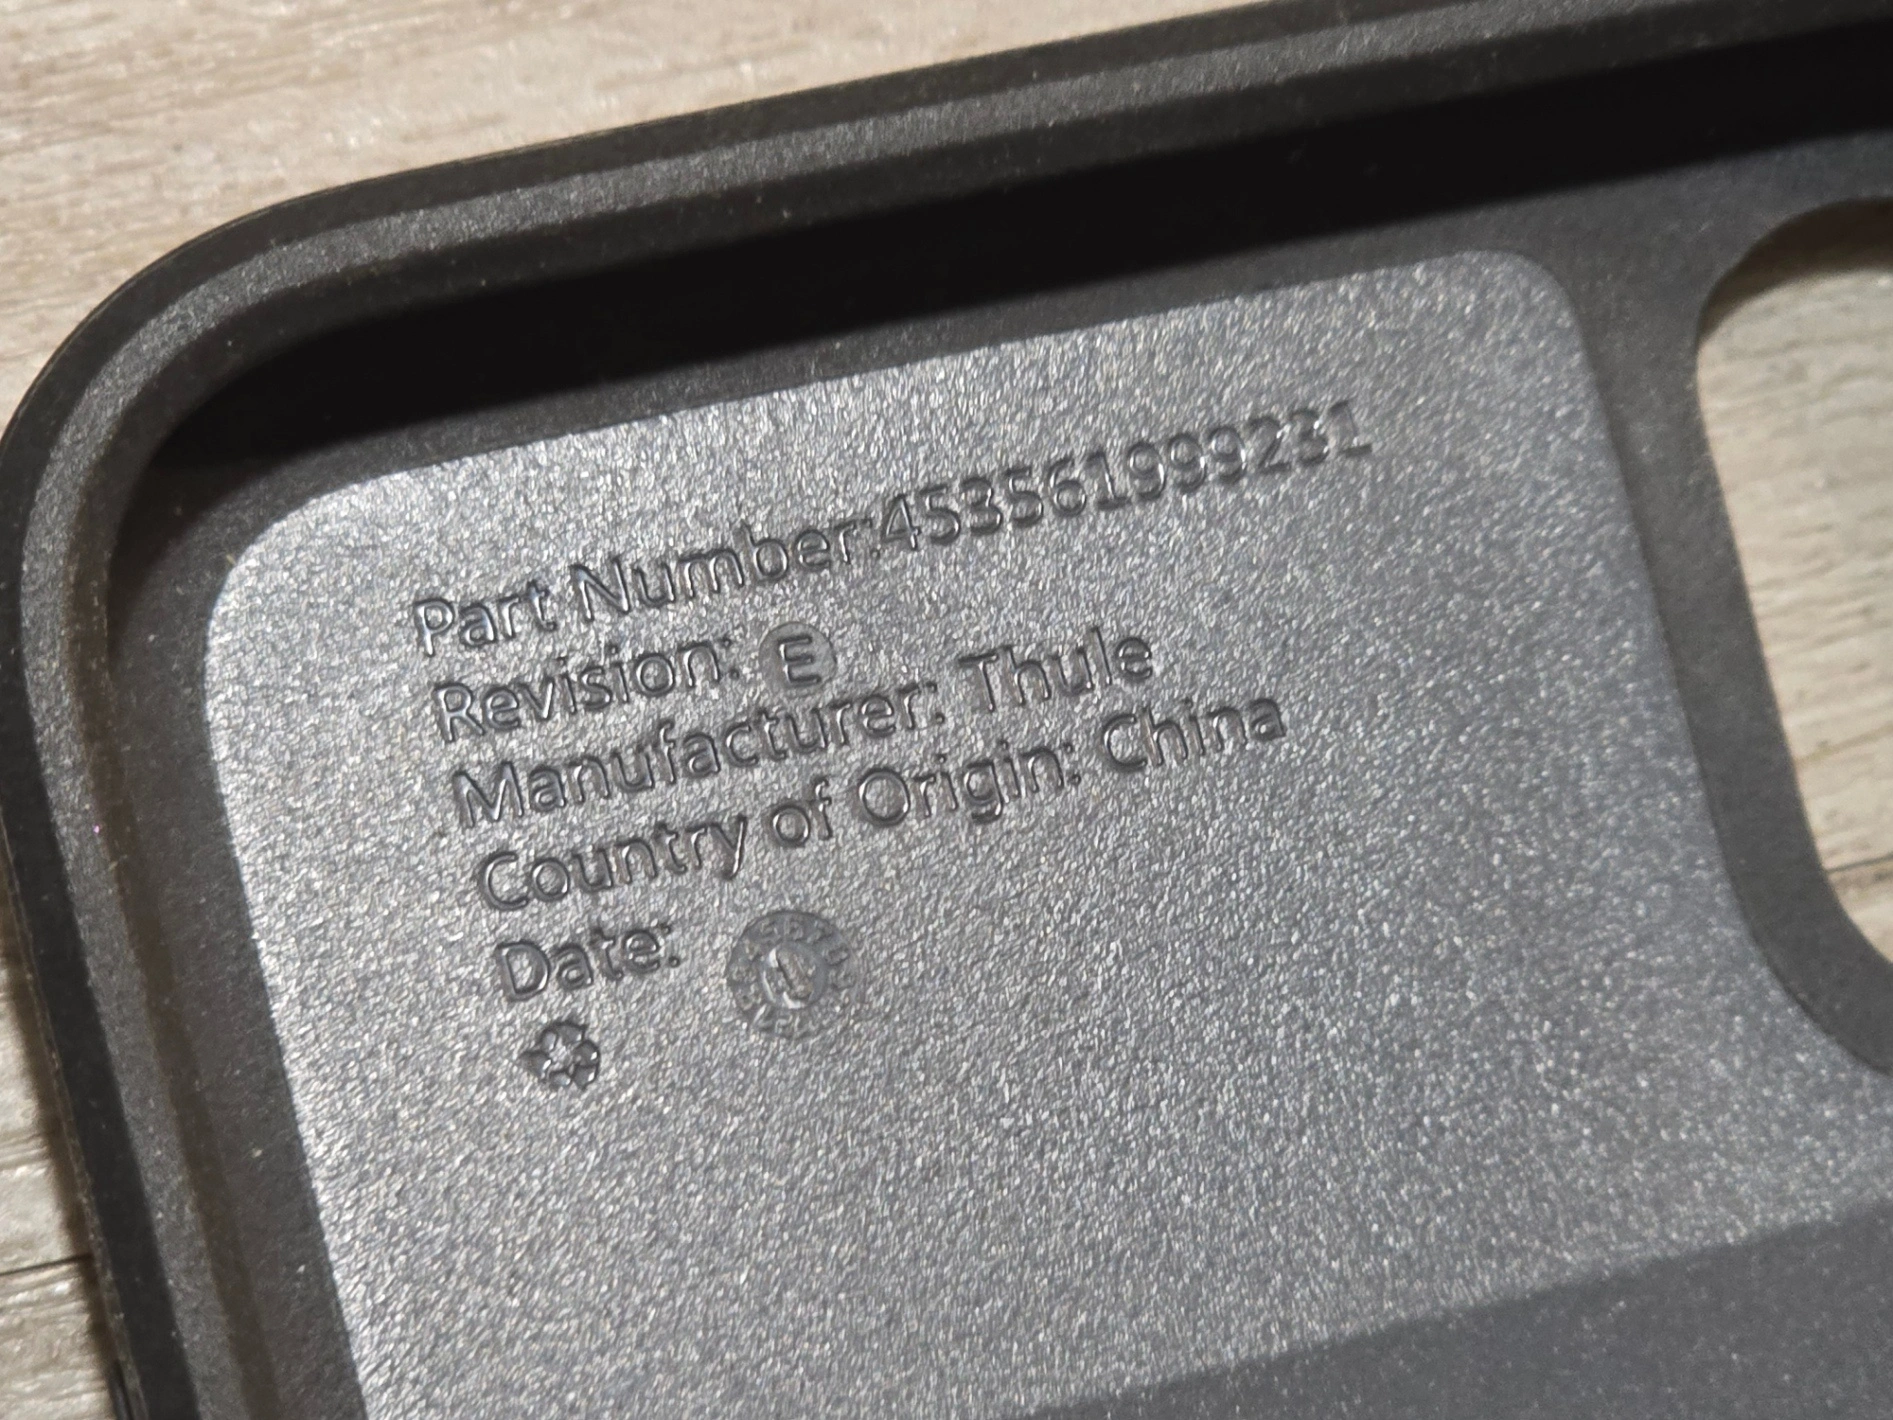 Part Number:453561999231
Revision: E
Manufacturer: Thule
Country of Origin: China
Date: